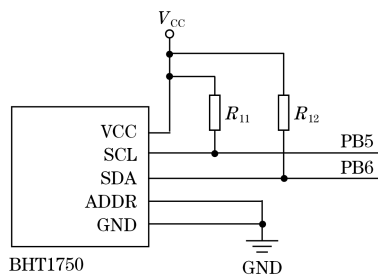 VCC
R11
R12
VCC
PB5
SCL
PB6
SDA
ADDR
GND
BHT1750
GND